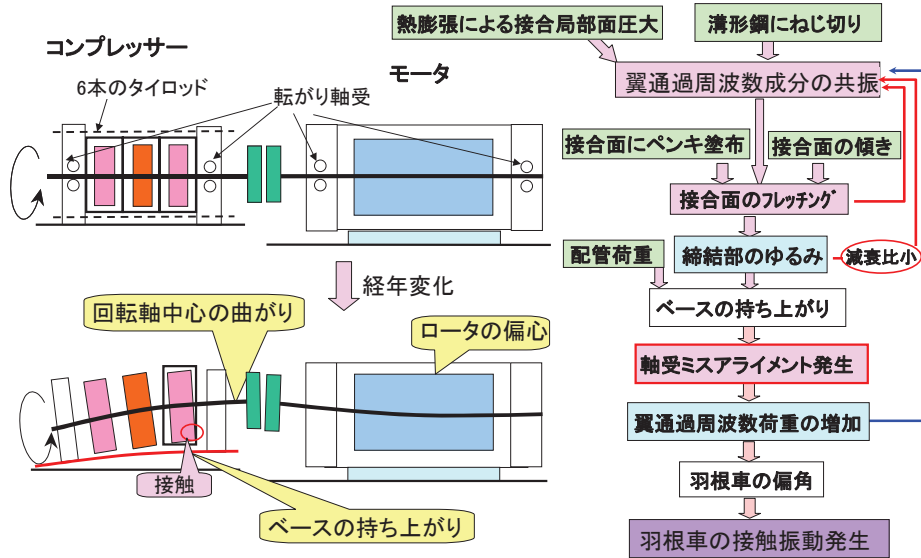 コンプレッサー
6本のタイロッド
転がり軸受
モータ
経年変化
回転軸中心の曲がり
ロータの偏心
接触
ベースの持ち上がり
熱膨張による接合局部面圧大
溝形鋼にねじ切り
翼通過周波数成分の共振
接合面にペンキ塗布
接合面の傾き
接合面のフレッチング
配管荷重
締結部のゆるみ
減衰比小
ベースの持ち上がり
軸受ミスアライメント発生
翼通過周波数荷重の増加
羽根車の偏角
羽根車の接触振動発生